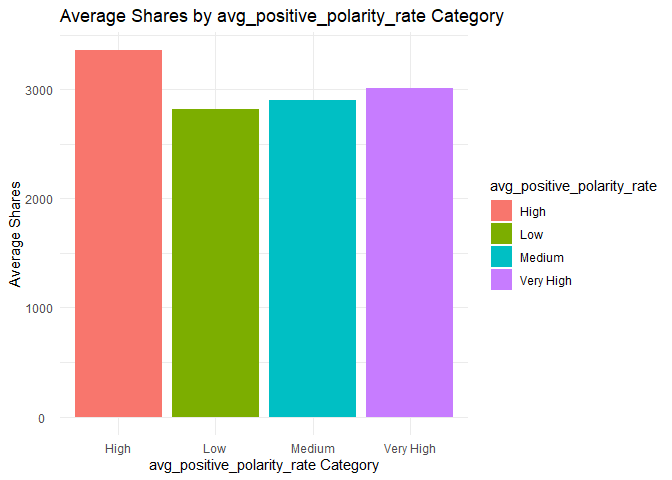 Average Shares by avg_positive_polarity_rate Category
Average Shares
3000
2000
1000
0
High
Low
Medium
Very High
avg_positive_polarity_rate Category
avg_positive_polarity_rate
High
Low
Medium
Very High